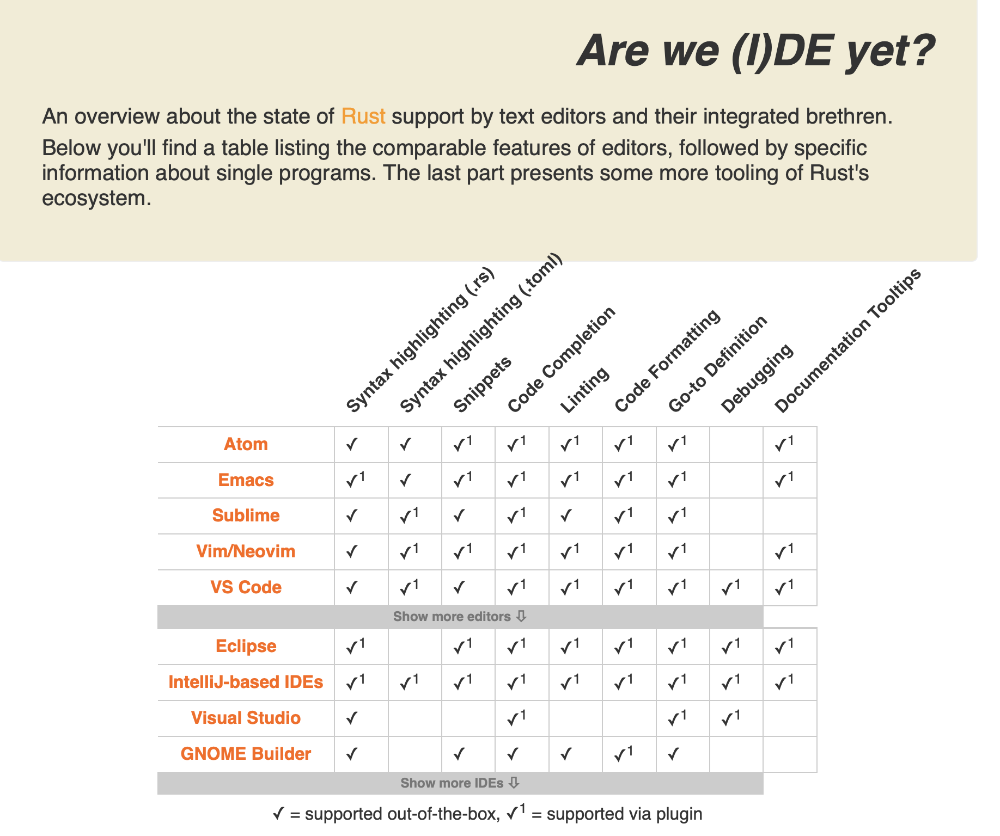 Are we (I)DE yet?
An overview about the state of Rust support by text editors and their integrated brethren.
Below you'll find a table listing the comparable features of editors, followed by specific
information about single programs. The last part presents some more tooling of Rust's
ecosystem.
Syntax highlighting (.rs) Syntax highlighting (.toml) Snippets Code Completion Linting Code Formatting Go-to Definition Debugging Documentation Tooltips
Atom ✓ ✓ ✓¹ ✓¹ ✓¹ ✓¹ ✓¹ ✓¹
Emacs ✓¹ ✓ ✓¹ ✓¹ ✓¹ ✓¹ ✓¹ ✓¹
Sublime ✓ ✓¹ ✓ ✓¹ ✓ ✓¹ ✓¹
Vim/Neovim ✓ ✓¹ ✓¹ ✓¹ ✓¹ ✓¹ ✓¹ ✓¹
VS Code ✓ ✓¹ ✓ ✓¹ ✓¹ ✓¹ ✓¹ ✓¹ ✓¹
Show more editors ⇩
Eclipse ✓¹ ✓¹ ✓¹ ✓¹ ✓¹ ✓¹ ✓¹ ✓¹
IntelliJ-based IDEs ✓¹ ✓¹ ✓¹ ✓¹ ✓¹ ✓¹ ✓¹ ✓¹ ✓¹
Visual Studio ✓ ✓¹ ✓¹ ✓¹
GNOME Builder ✓ ✓ ✓ ✓ ✓¹ ✓
Show more IDEs ⇩
✓ = supported out-of-the-box, ✓¹ = supported via plugin